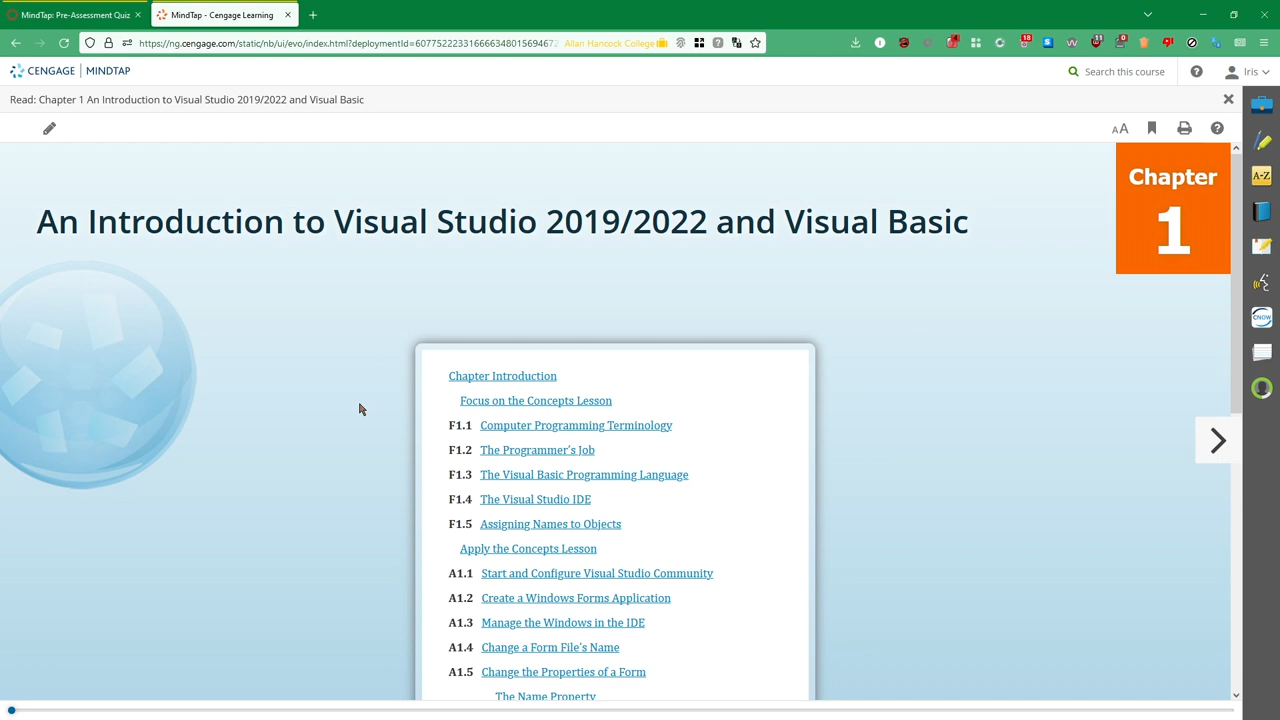 MindTap: Pre-Assessment Quiz
MindTap - Cengage Learning
https://ng.cengage.com/static/nb/ui/evo/index.html?deploymentId=607752223316666348015694672
Allan Hancock College
18
11
0
CENGAGE | MINDTAP
Search this course
Iris
Read: Chapter 1 An Introduction to Visual Studio 2019/2022 and Visual Basic
AA
A-Z
CNOW
Chapter
1
An Introduction to Visual Studio 2019/2022 and Visual Basic
Chapter Introduction
Focus on the Concepts Lesson
F1.1 Computer Programming Terminology
F1.2 The Programmer's Job
F1.3 The Visual Basic Programming Language
F1.4 The Visual Studio IDE
F1.5 Assigning Names to Objects
Apply the Concepts Lesson
A1.1 Start and Configure Visual Studio Community
A1.2 Create a Windows Forms Application
A1.3 Manage the Windows in the IDE
A1.4 Change a Form File's Name
A1.5 Change the Properties of a Form
The Name Property